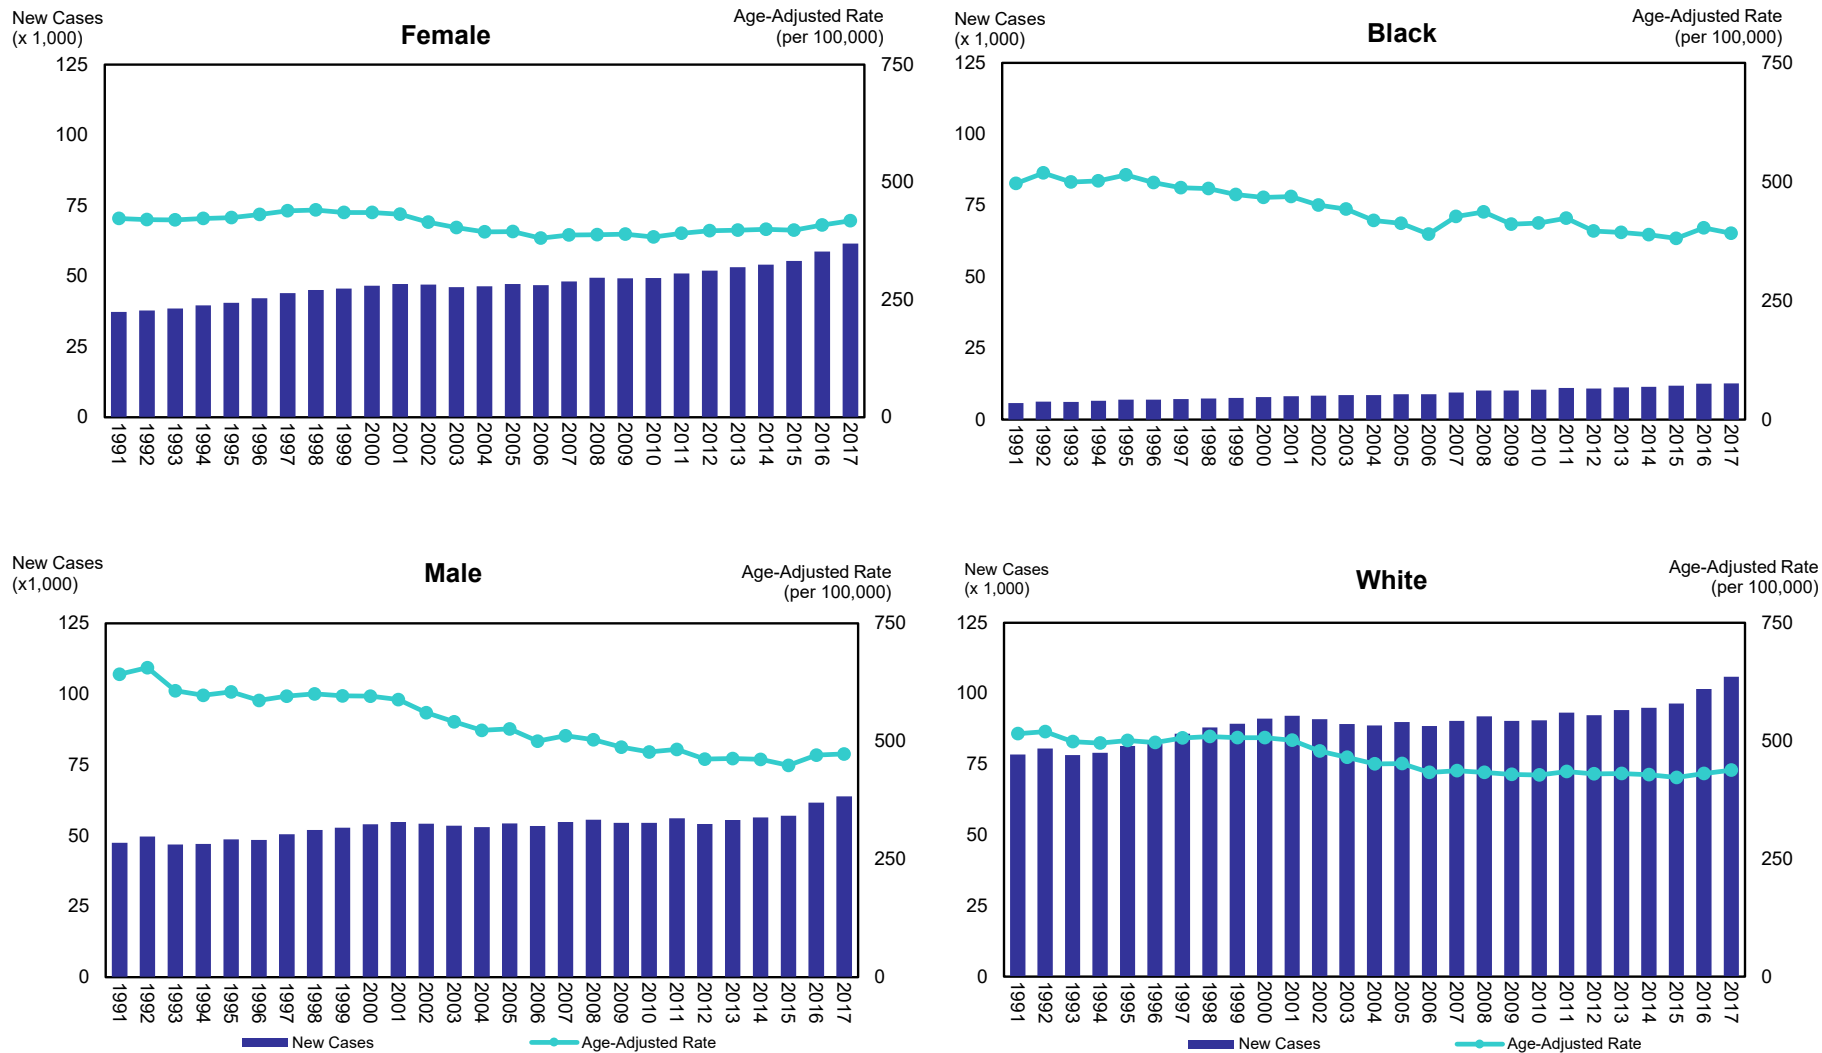 New Cases
(x 1,000)
Female
Age-Adjusted Rate
(per 100,000)
125
100
75
50
25
0
750
500
250
0
1991 1992 1993 1994 1995 1996 1997 1998 1999 2000 2001 2002 2003 2004 2005 2006 2007 2008 2009 2010 2011 2012 2013 2014 2015 2016 2017
New Cases
(x 1,000)
Black
Age-Adjusted Rate
(per 100,000)
125
100
75
50
25
0
750
500
250
0
1991 1992 1993 1994 1995 1996 1997 1998 1999 2000 2001 2002 2003 2004 2005 2006 2007 2008 2009 2010 2011 2012 2013 2014 2015 2016 2017
New Cases
(x1,000)
Male
Age-Adjusted Rate
(per 100,000)
125
100
75
50
25
0
750
500
250
0
1991 1992 1993 1994 1995 1996 1997 1998 1999 2000 2001 2002 2003 2004 2005 2006 2007 2008 2009 2010 2011 2012 2013 2014 2015 2016 2017
New Cases
Age-Adjusted Rate
New Cases
(x 1,000)
White
Age-Adjusted Rate
(per 100,000)
125
100
75
50
25
0
750
500
250
0
1991 1992 1993 1994 1995 1996 1997 1998 1999 2000 2001 2002 2003 2004 2005 2006 2007 2008 2009 2010 2011 2012 2013 2014 2015 2016 2017
New Cases
Age-Adjusted Rate